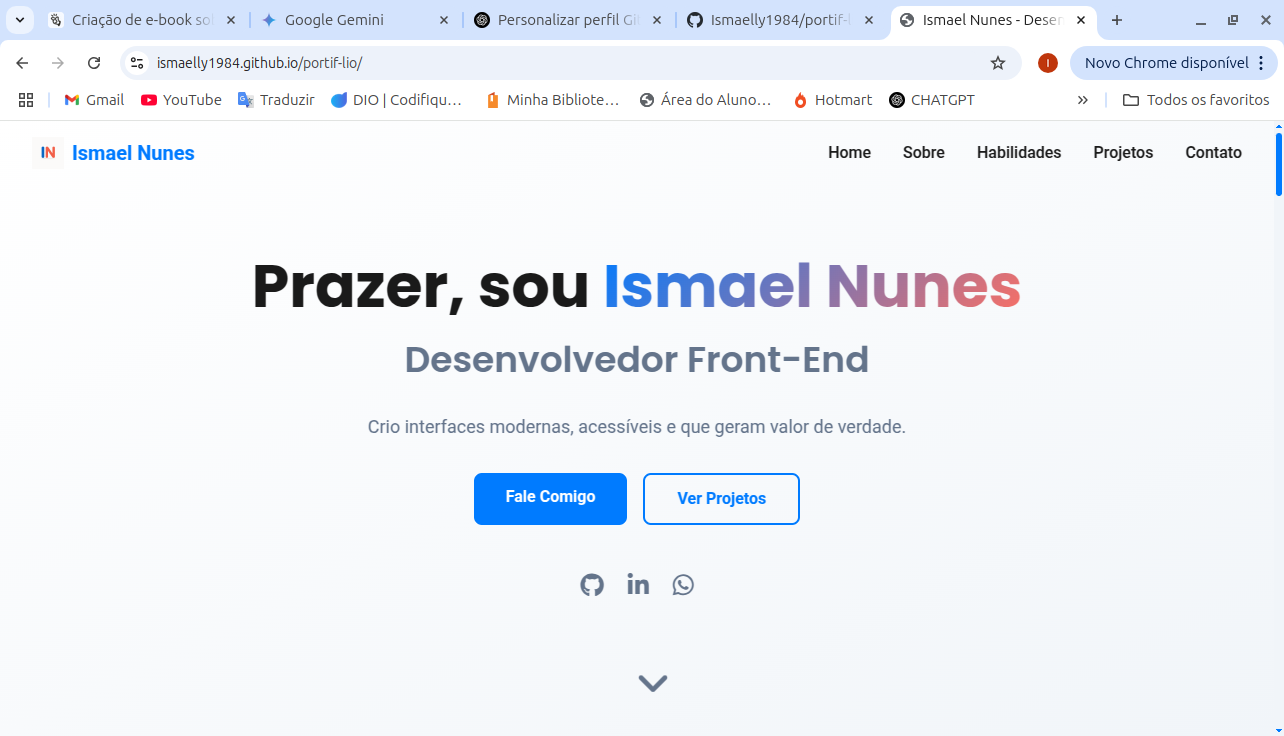 Criação de e-book so
Google Gemini
Personalizar perfil Gi
Ismaelly1984/portif-l
Ismael Nunes - Deser
ismaelly1984.github.io/portif-lio/
I
Novo Chrome disponível
Gmail
YouTube
Traduzir
DIO | Codifiqu…
Minha Bibliote…
Área do Aluno…
Hotmart
CHATGPT
Todos os favoritos
IN
Ismael Nunes
Home
Sobre
Habilidades
Projetos
Contato
Prazer, sou Ismael Nunes
Desenvolvedor Front-End
Crio interfaces modernas, acessíveis e que geram valor de verdade.
Fale Comigo
Ver Projetos
in